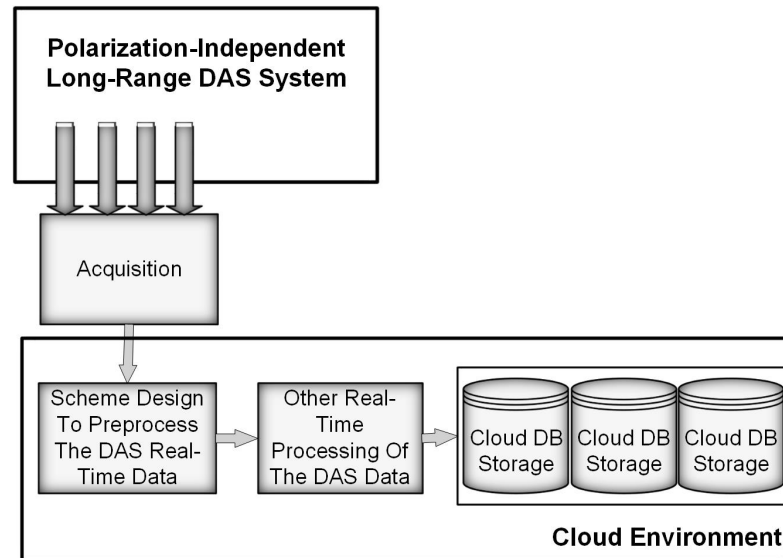 Polarization-Independent
Long-Range DAS System
Acquisition
Scheme Design
To Preprocess
The DAS Real-
Time Data
Other Real-
Time
Processing Of
The DAS Data
Cloud DB
Storage
Cloud DB
Storage
Cloud DB
Storage
Cloud Environment